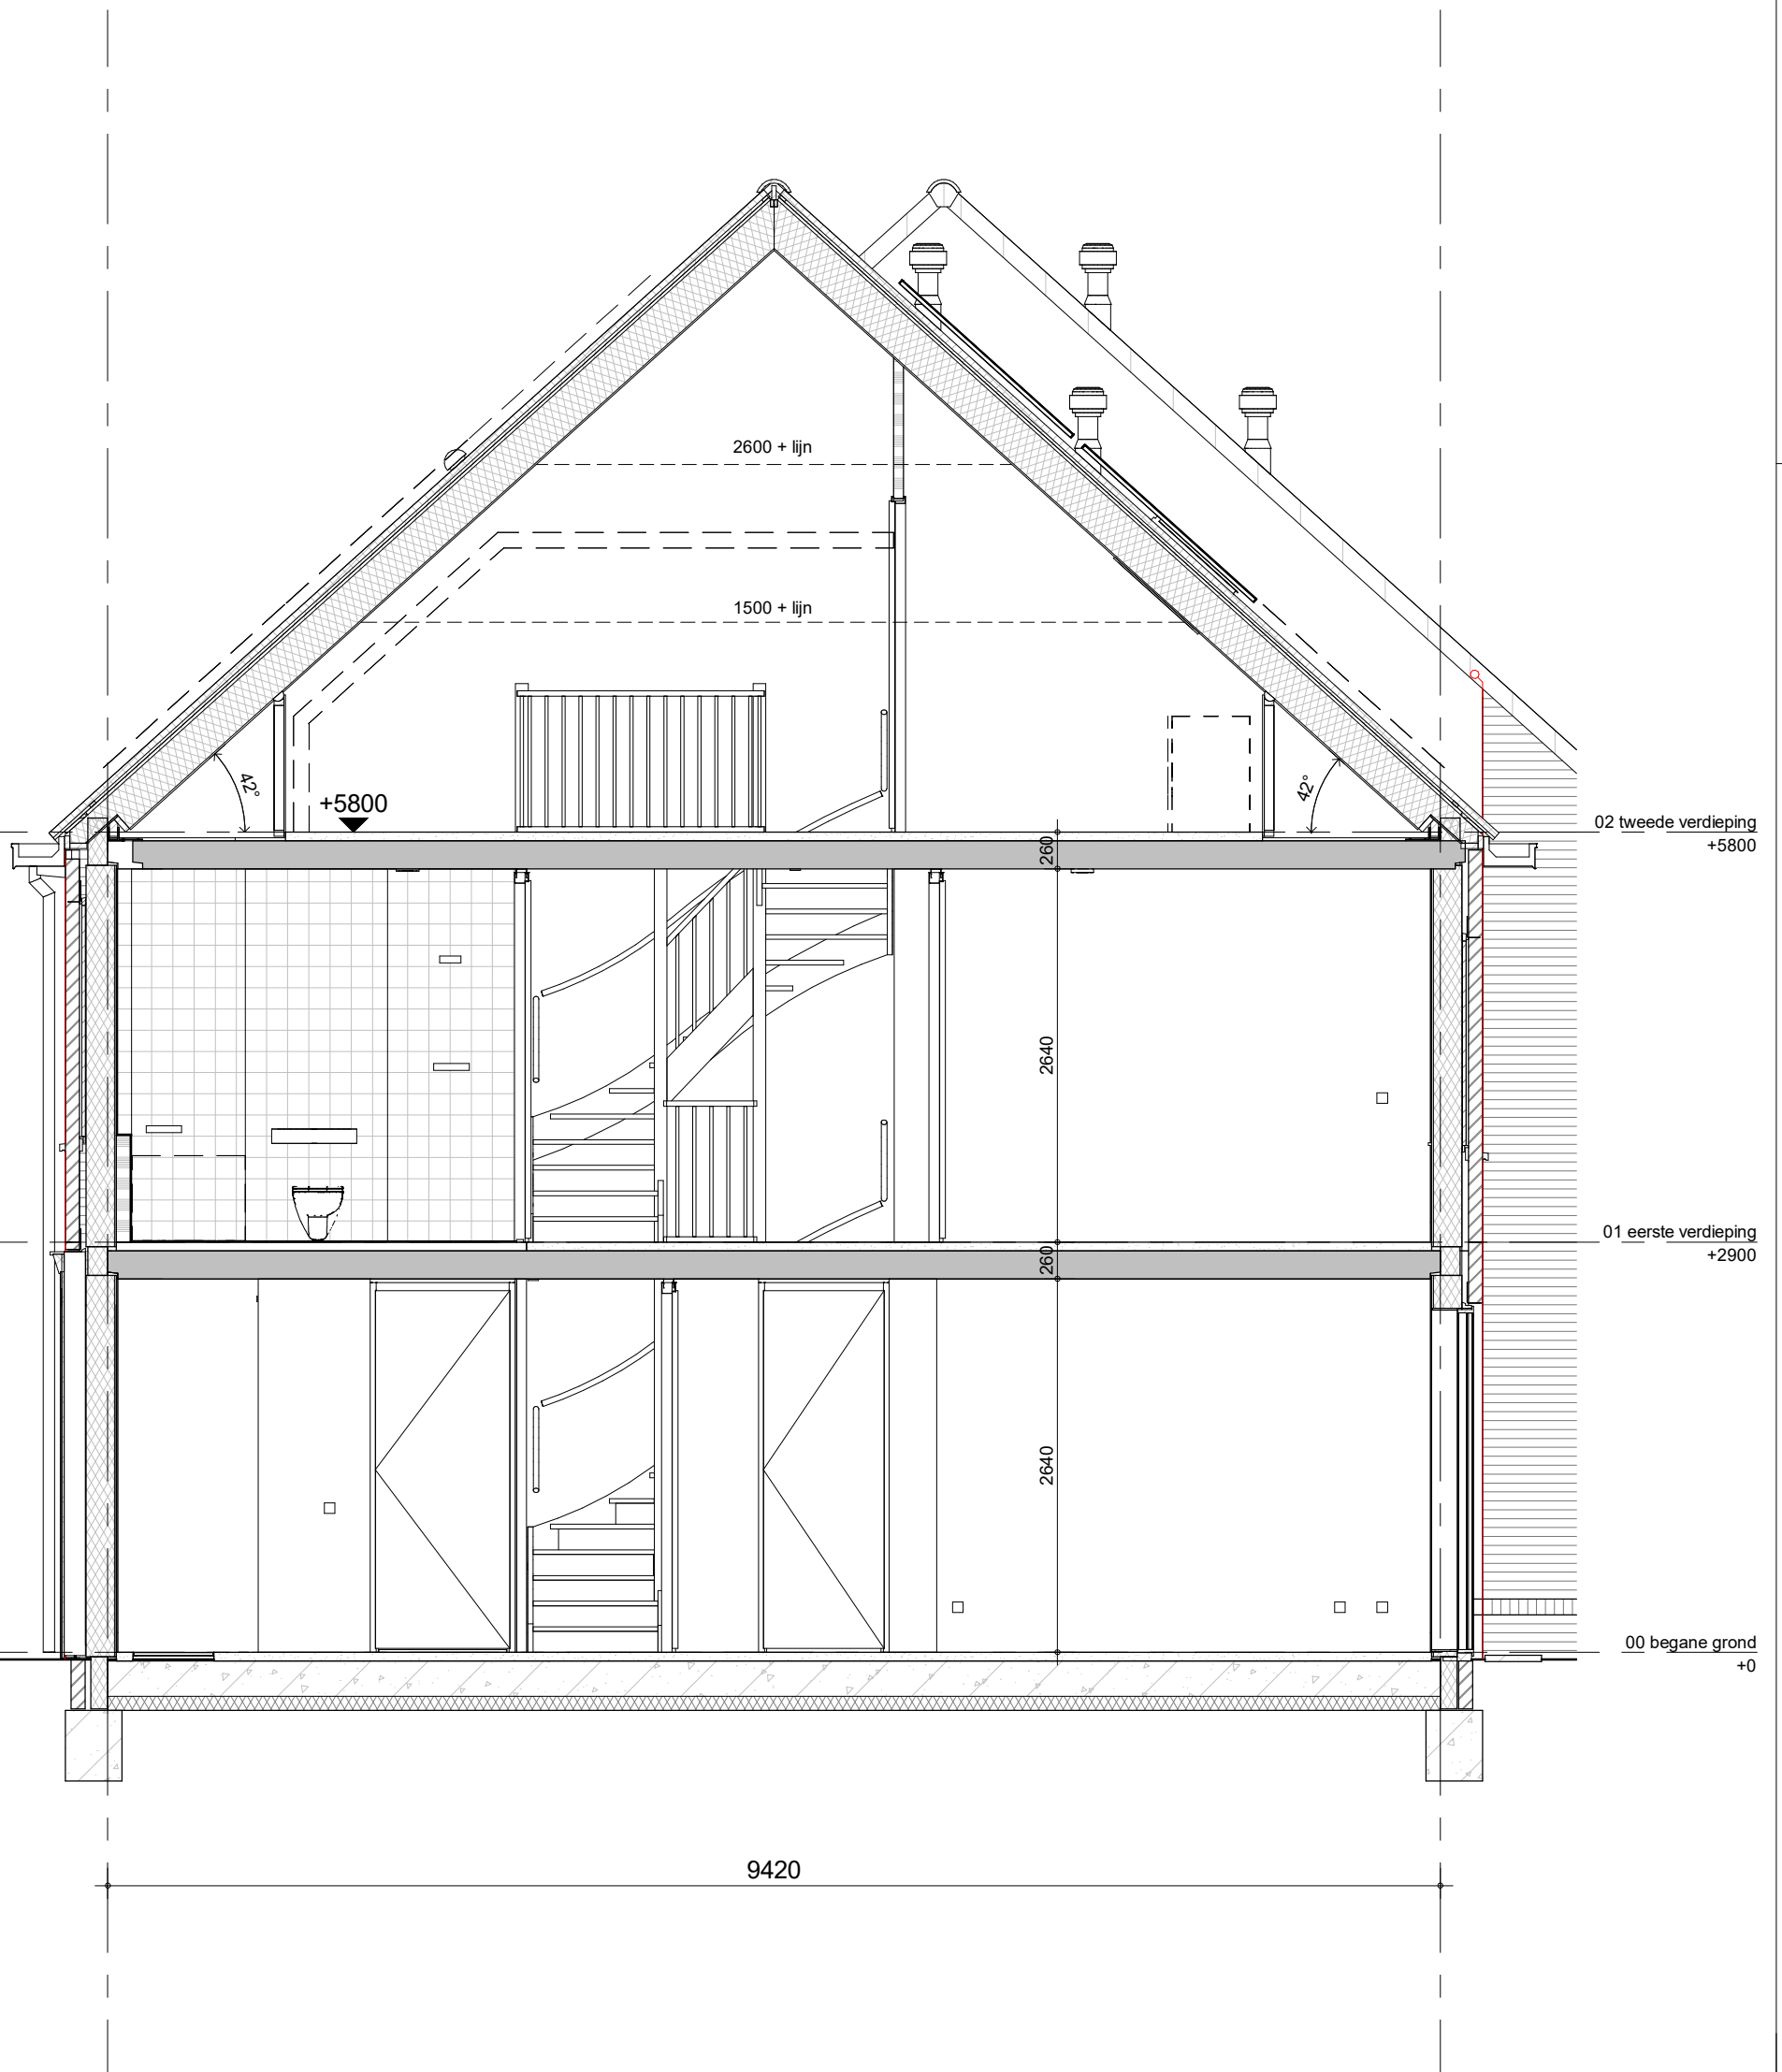 2600 + lijn
1500 + lijn
42°
42°
+5800
02 tweede verdieping
+5800
260
2640
01 eerste verdieping
+2900
260
2640
00 begane grond
+0
9420